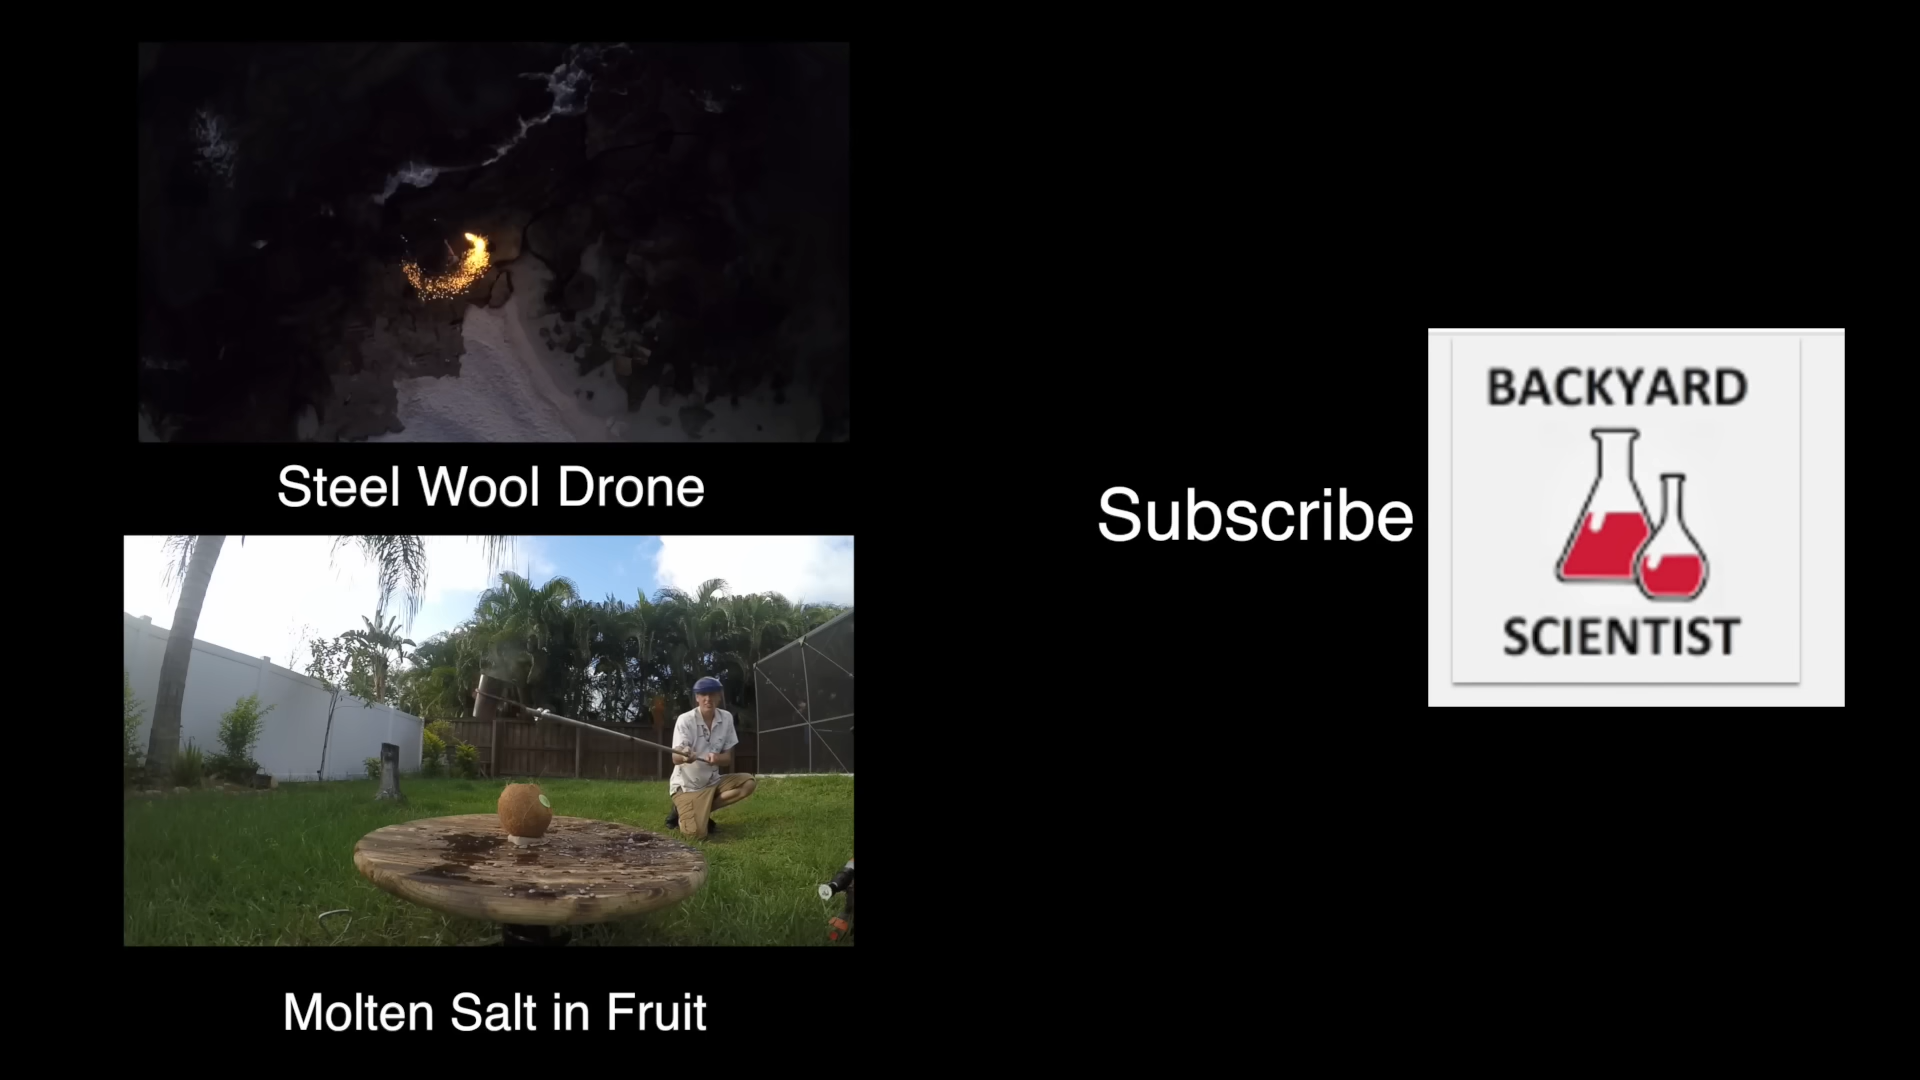 Steel Wool Drone
Molten Salt in Fruit
Subscribe
BACKYARD
SCIENTIST